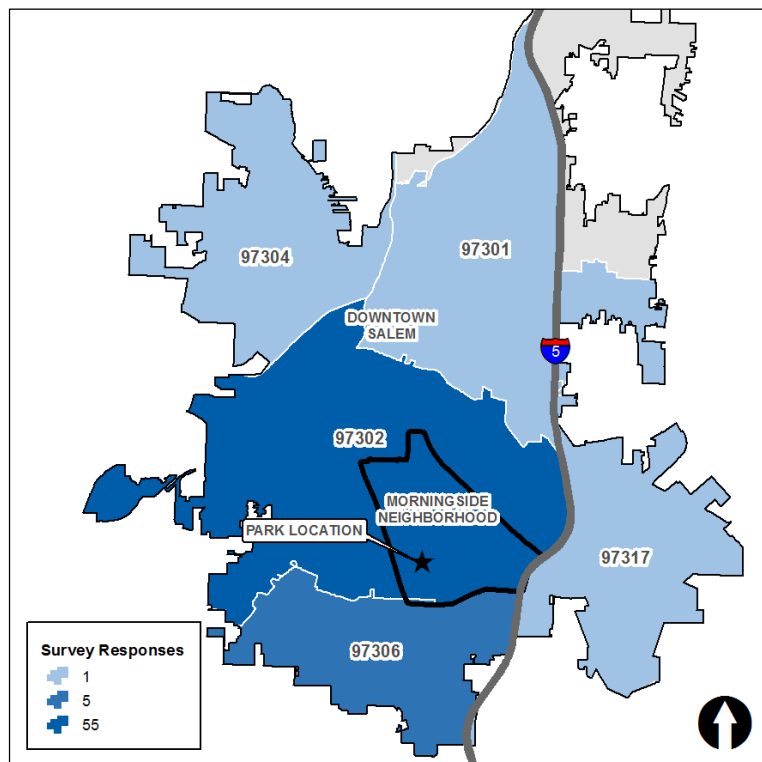 97301
97304
DOWNTOWN
SALEM
5
97302
MORNINGSIDE
NEIGHBORHOOD
PARK LOCATION
97317
97306
Survey Responses
1
5
55